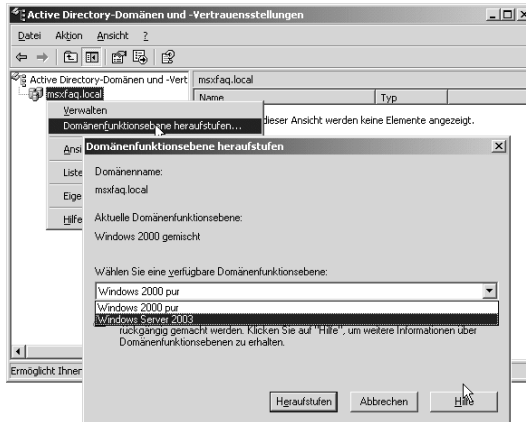 Active Directory-Domänen und -Vertrauensstellungen
Datei Aktion Ansicht ?
Active Directory-Domänen und -Vert
msxfaq.local
msxfaq.local
Name Typ
dieser Ansicht werden keine Elemente angezeigt.
Verwalten
Domänenfunktionsebene heraufstufen...
Ansi
Liste
Eige
Hilfe
Domänenfunktionsebene heraufstufen
Domänenname:
msxfaq.local
Aktuelle Domänenfunktionsebene:
Windows 2000 gemischt
Wählen Sie eine verfügbare Domänenfunktionsebene:
Windows 2000 pur
Windows 2000 pur
Windows Server 2003
rückgängig gemacht werden. Klicken Sie auf "Hilfe", um weitere Informationen über
Domänenfunktionsebenen zu erhalten.
Heraufstufen Abbrechen Hilfe
Ermöglicht Ihner